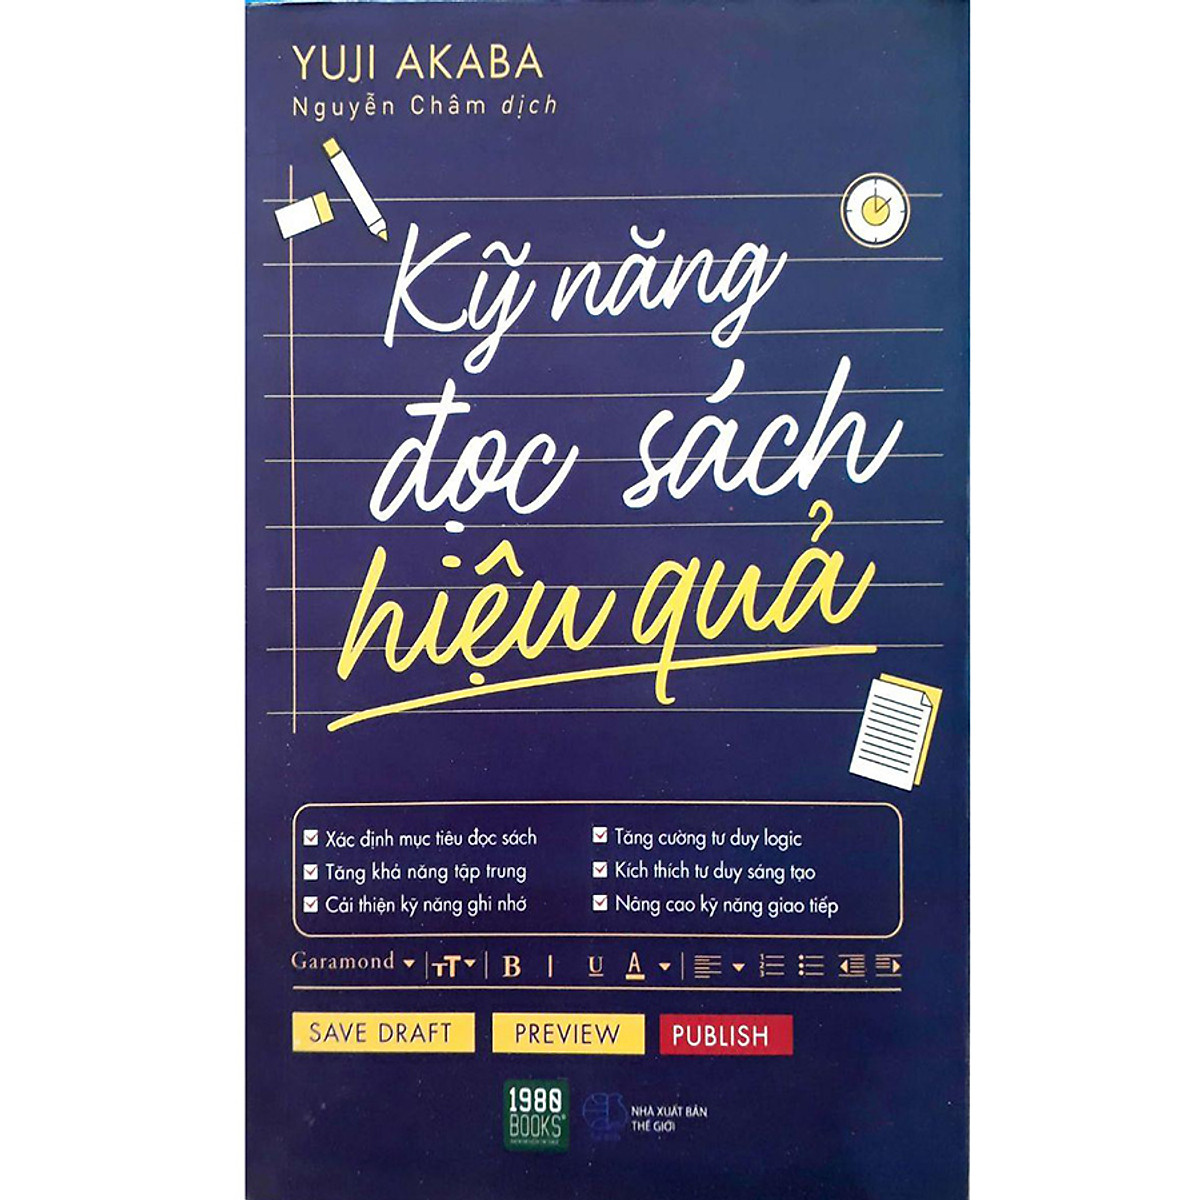 YUJI AKABA
Nguyễn Châm dịch
Kỹ năng
đọc sách
hiệu quả
Xác định mục tiêu đọc sách
Tăng khả năng tập trung
Cải thiện kỹ năng ghi nhớ
Tăng cường tư duy logic
Kích thích tư duy sáng tạo
Nâng cao kỹ năng giao tiếp
Garamond TT B I U A
SAVE DRAFT PREVIEW PUBLISH
1980
BOOKS
NHÀ XUẤT BẢN
THẾ GIỚI